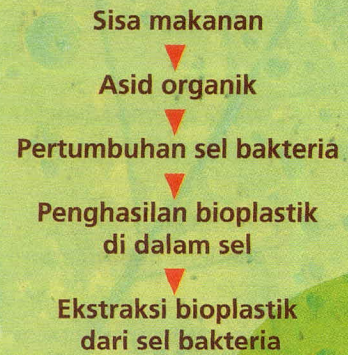 Sisa makanan
Asid organik
Pertumbuhan sel bakteria
Penghasilan bioplastik
di dalam sel
Ekstraksi bioplastik
dari sel bakteria